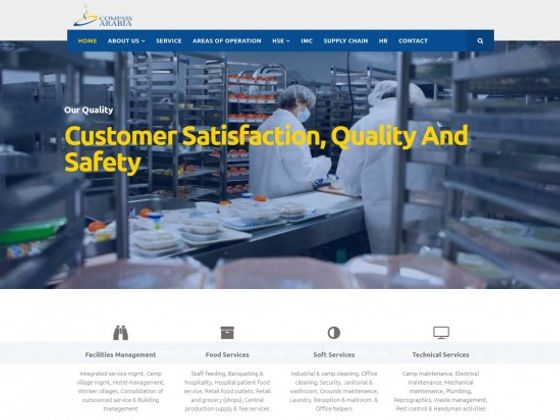 COMPASS
ARABIA
HOME ABOUT US SERVICE AREAS OF OPERATION HSE IMC SUPPLY CHAIN HR CONTACT
Our Quality
Customer Satisfaction, Quality And
Safety
Facilities Management
Integrated service mgmt, Camp
village mgmt, Hotel management,
Worker villages, Consolidation of
outsourced service & Building
management
Food Services
Staff feeding, Banqueting &
hospitality, Hospital patient food
service, Retail food outlets, Retail
and grocery (shops), Central
production supply & Tea services
Soft Services
Industrial & camp cleaning, Office
cleaning, Security, Janitorial &
washroom, Grounds maintenance,
Laundry, Reception & mailroom &
Office helpers
Technical Services
Camp maintenance, Electrical
maintenance, Mechanical
maintenance, Plumbing,
Reprographics, Waste management,
Pest control & Handyman activities